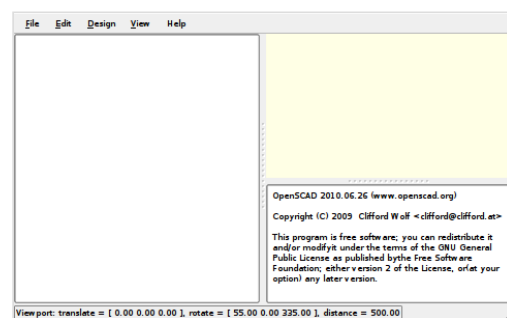 File Edit Design View Help
OpenSCAD 2010.06.26 (www.openscad.org)
Copyright (C) 2009 Clifford Wolf <clifford@clifford.at>
This program is free software; you can redistribute it
and/or modifyit under the terms of the GNU General
Public License as published bythe Free Software
Foundation; either version 2 of the License, or(at your
option) any later version.
Viewport: translate = [ 0.00 0.00 0.00 ], rotate = [ 55.00 0.00 335.00 ], distance = 500.00